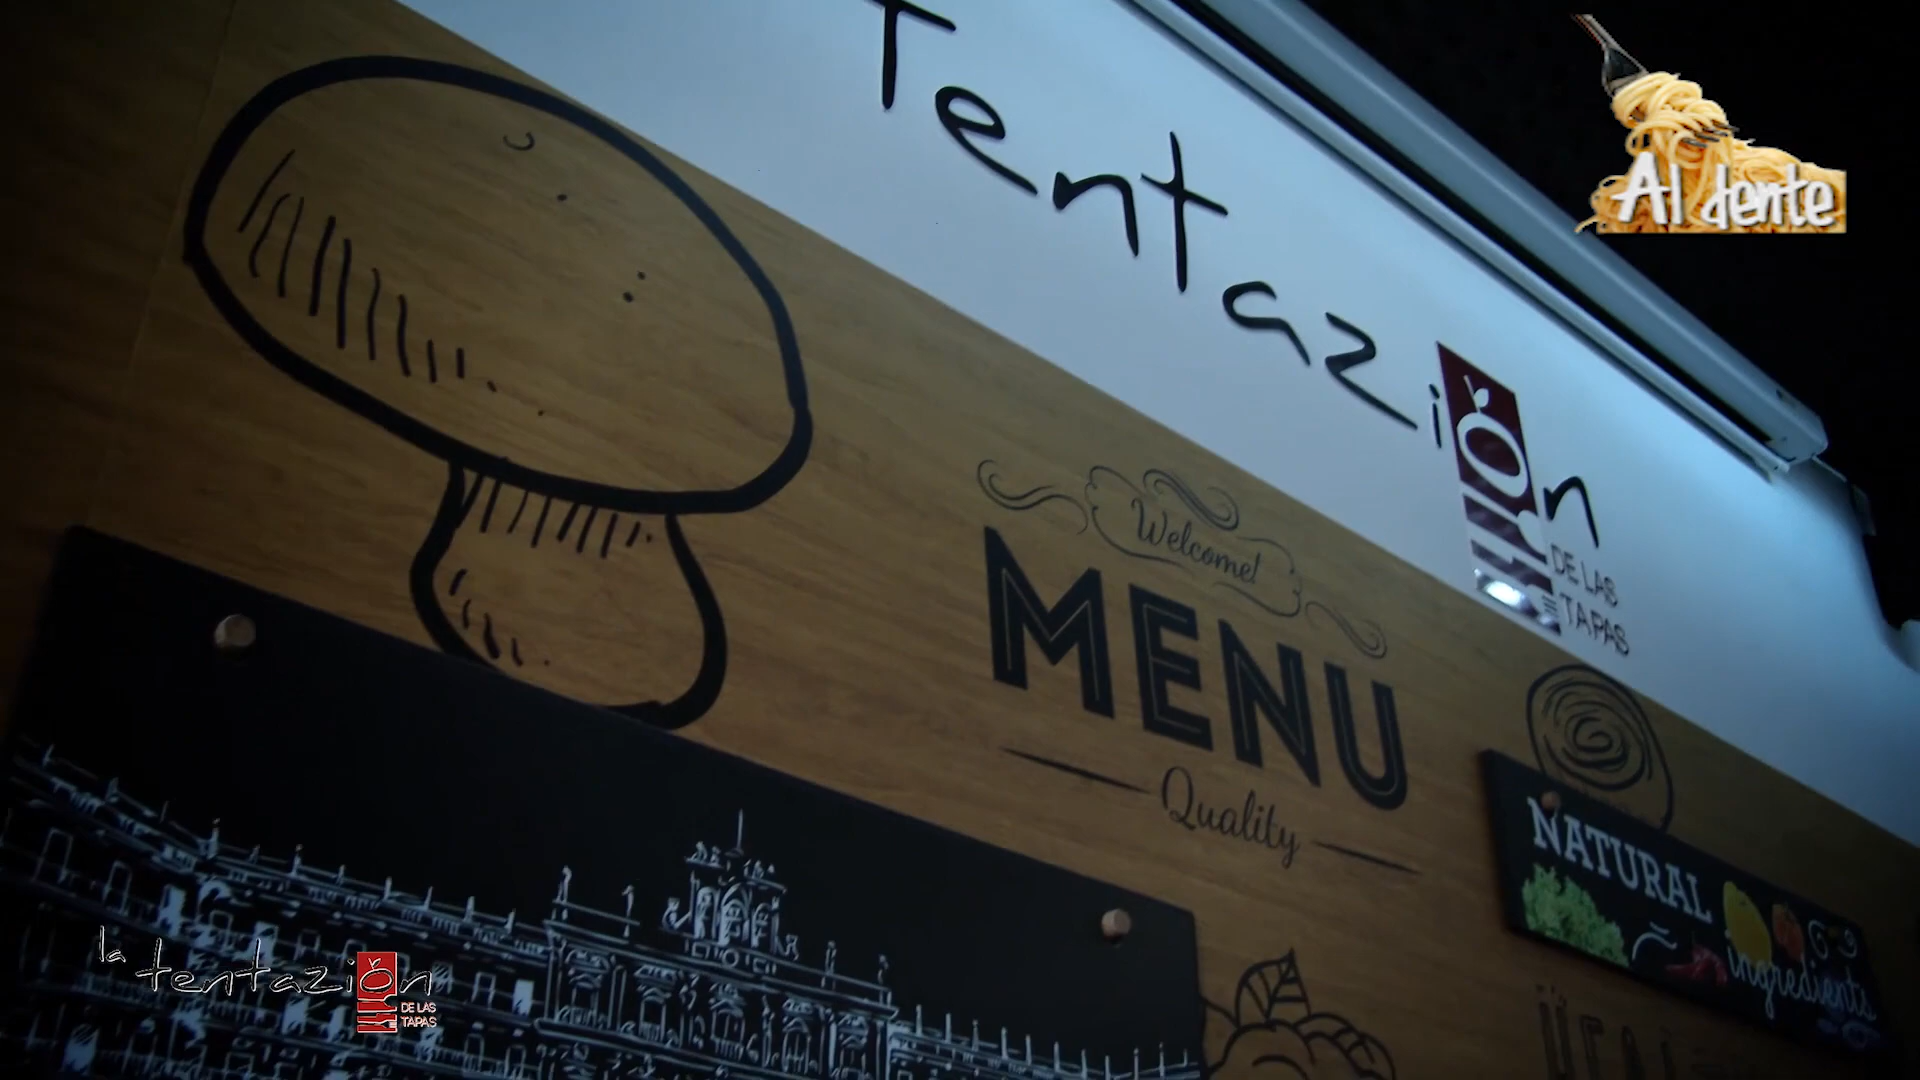 Al dente
Tentazión
DE LAS
TAPAS
Welcome!
MENU
Quality
NATURAL
ingredients
la
tentazión
DE LAS
TAPAS